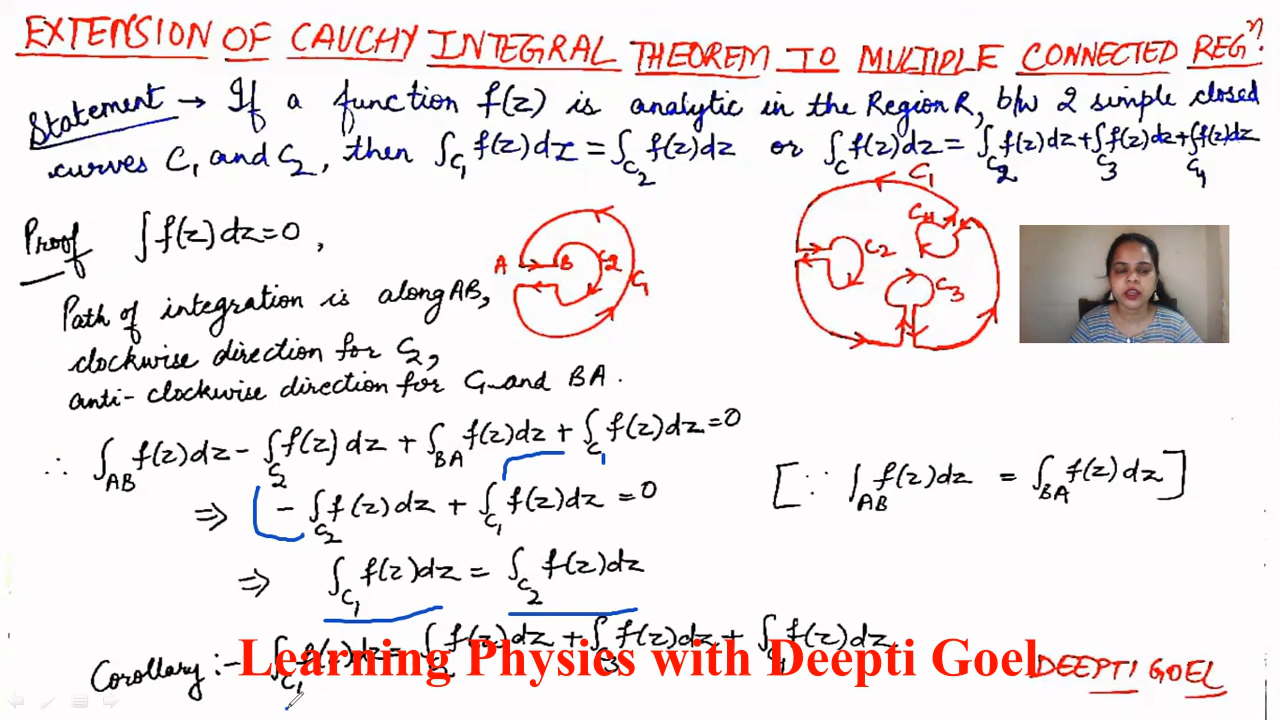 EXTENSION OF CAUCHY INTEGRAL THEOREM TO MULTIPLE CONNECTED REGⁿ.
Statement → If a function f(z) is analytic in the Region R, b/w 2 simple closed
curves C₁ and C₂, then ∫C₁ f(z)dz = ∫C₂ f(z)dz or ∫C f(z)dz = ∫C₂ f(z)dz + ∫C₃ f(z)dz + ∫C₄ f(z)dz
Proof ∫f(z)dz=0,
A B C₂ C₁
C₁ C₂ C₃ C₄
Path of integration is along AB,
clockwise direction for C₂,
anti-clockwise direction for C₁ and BA.
∴ ∫AB f(z)dz - ∫C₂ f(z)dz + ∫BA f(z)dz + ∫C₁ f(z)dz = 0
⇒ - ∫C₂ f(z)dz + ∫C₁ f(z)dz = 0 [∵ ∫AB f(z)dz = ∫BA f(z)dz]
⇒ ∫C₁ f(z)dz = ∫C₂ f(z)dz
Corollary :- ∫C₁ f(z)dz = ∫C₂ f(z)dz + ∫C₃ f(z)dz + ∫C₄ f(z)dz
Learning Physics with Deepti Goel
DEEPTI GOEL